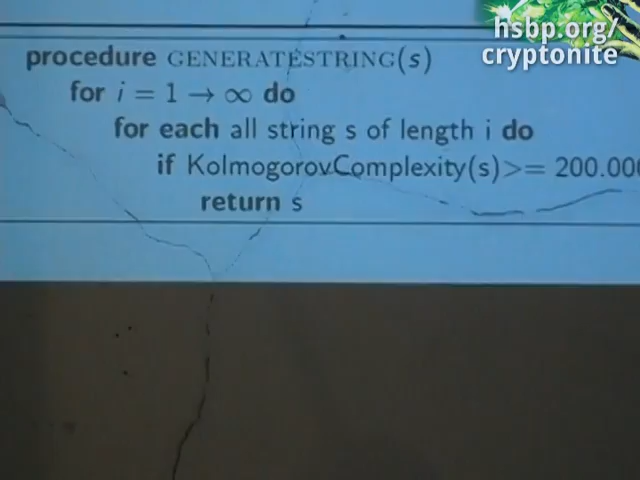 hsbp.org/
cryptonite
procedure GENERATESTRING(s)
for i = 1 → ∞ do
for each all string s of length i do
if KolmogorovComplexity(s)>= 200.000
return s